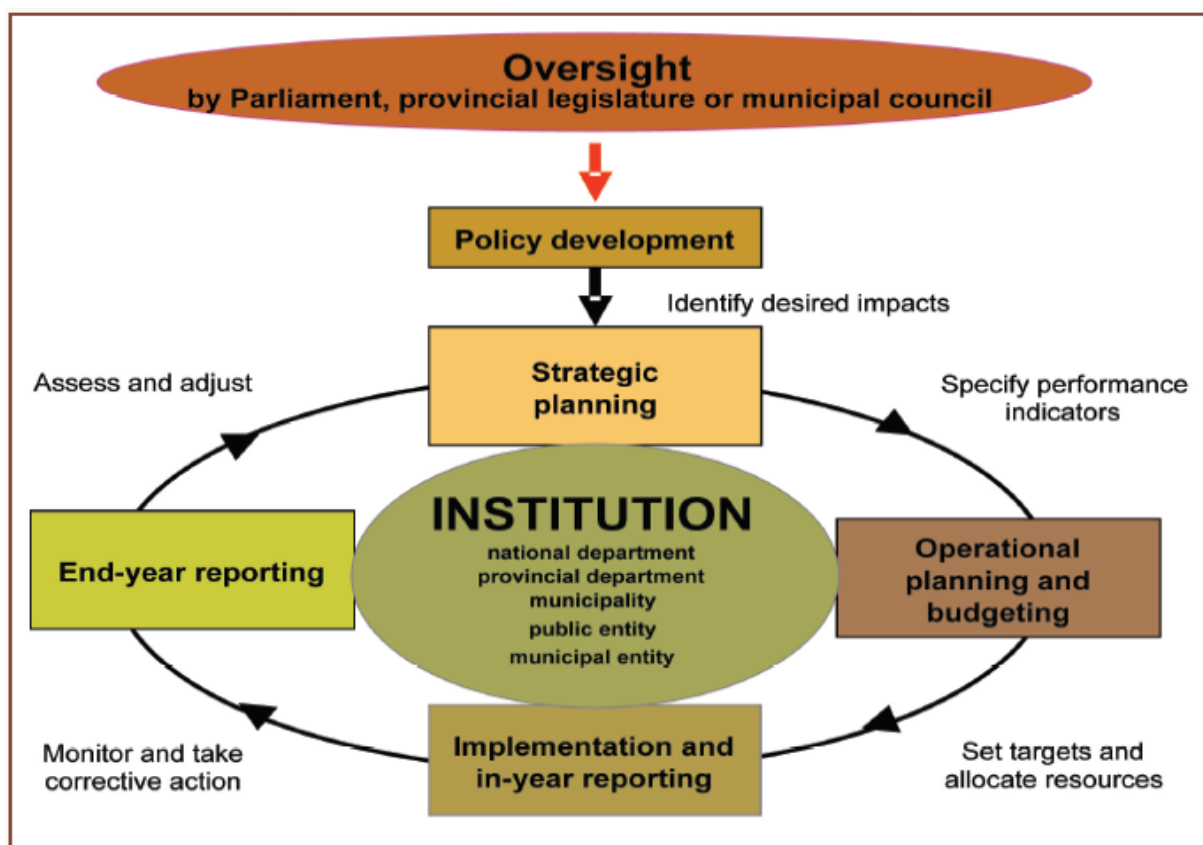 Oversight
by Parliament, provincial legislature or municipal council
Policy development
Identify desired impacts
Strategic
planning
Assess and adjust
Specify performance
indicators
INSTITUTION
national department
provincial department
municipality
public entity
municipal entity
End-year reporting
Operational
planning and
budgeting
Implementation and
in-year reporting
Monitor and take
corrective action
Set targets and
allocate resources